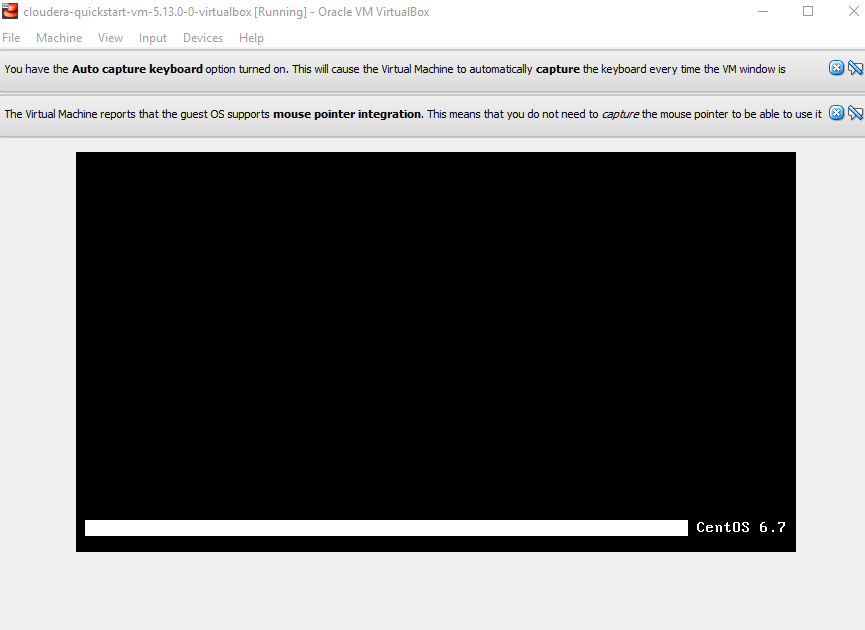 cloudera-quickstart-vm-5.13.0-0-virtualbox [Running] - Oracle VM VirtualBox
File Machine View Input Devices Help
You have the Auto capture keyboard option turned on. This will cause the Virtual Machine to automatically capture the keyboard every time the VM window is
The Virtual Machine reports that the guest OS supports mouse pointer integration. This means that you do not need to capture the mouse pointer to be able to use it
CentOS 6.7